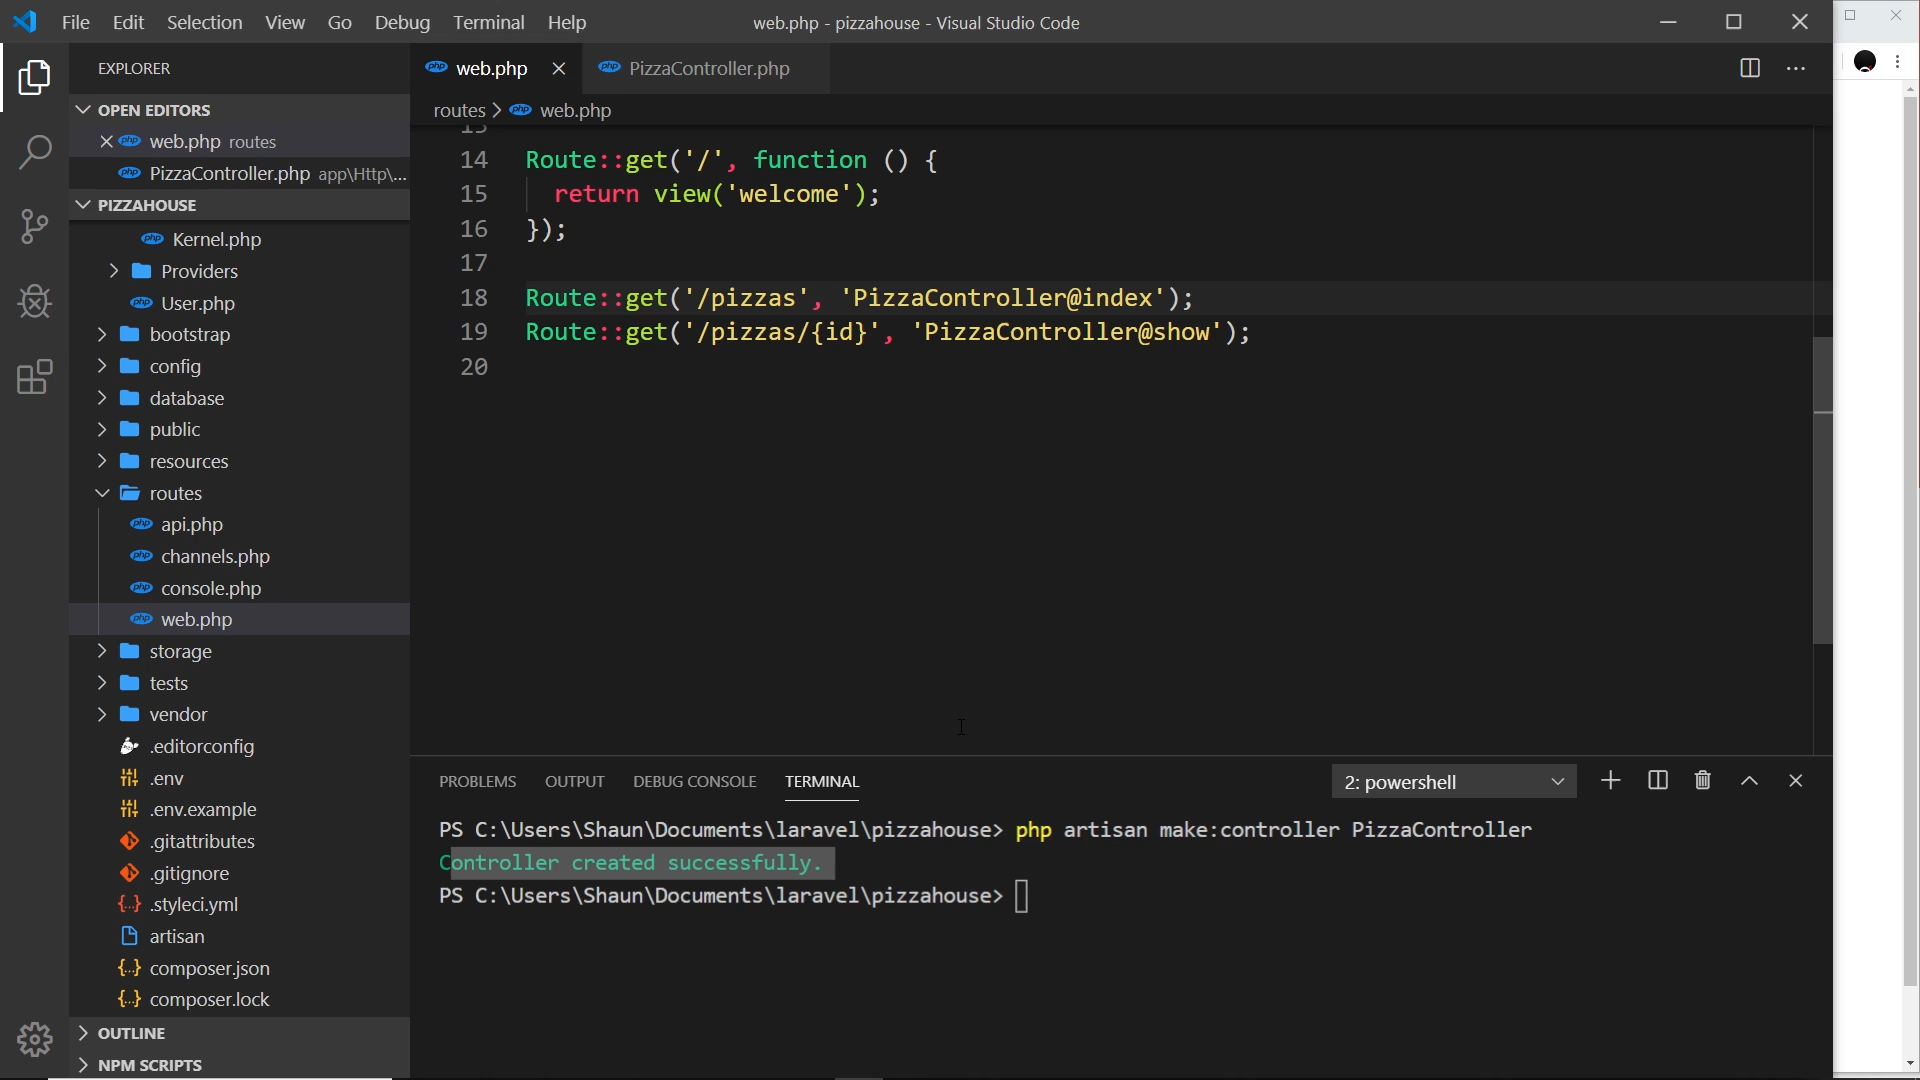 File Edit Selection View Go Debug Terminal Help
web.php - pizzahouse - Visual Studio Code
EXPLORER
OPEN EDITORS
web.php routes
PizzaController.php app\Http\...
PIZZAHOUSE
Kernel.php
Providers
User.php
bootstrap
config
database
public
resources
routes
api.php
channels.php
console.php
web.php
storage
tests
vendor
.editorconfig
.env
.env.example
.gitattributes
.gitignore
.styleci.yml
artisan
composer.json
composer.lock
OUTLINE
NPM SCRIPTS
web.php
PizzaController.php
routes > web.php
13
14 Route::get('/', function () {
15 return view('welcome');
16 });
17
18 Route::get('/pizzas', 'PizzaController@index');
19 Route::get('/pizzas/{id}', 'PizzaController@show');
20
PROBLEMS OUTPUT DEBUG CONSOLE TERMINAL
2: powershell
PS C:\Users\Shaun\Documents\laravel\pizzahouse> php artisan make:controller PizzaController
Controller created successfully.
PS C:\Users\Shaun\Documents\laravel\pizzahouse>